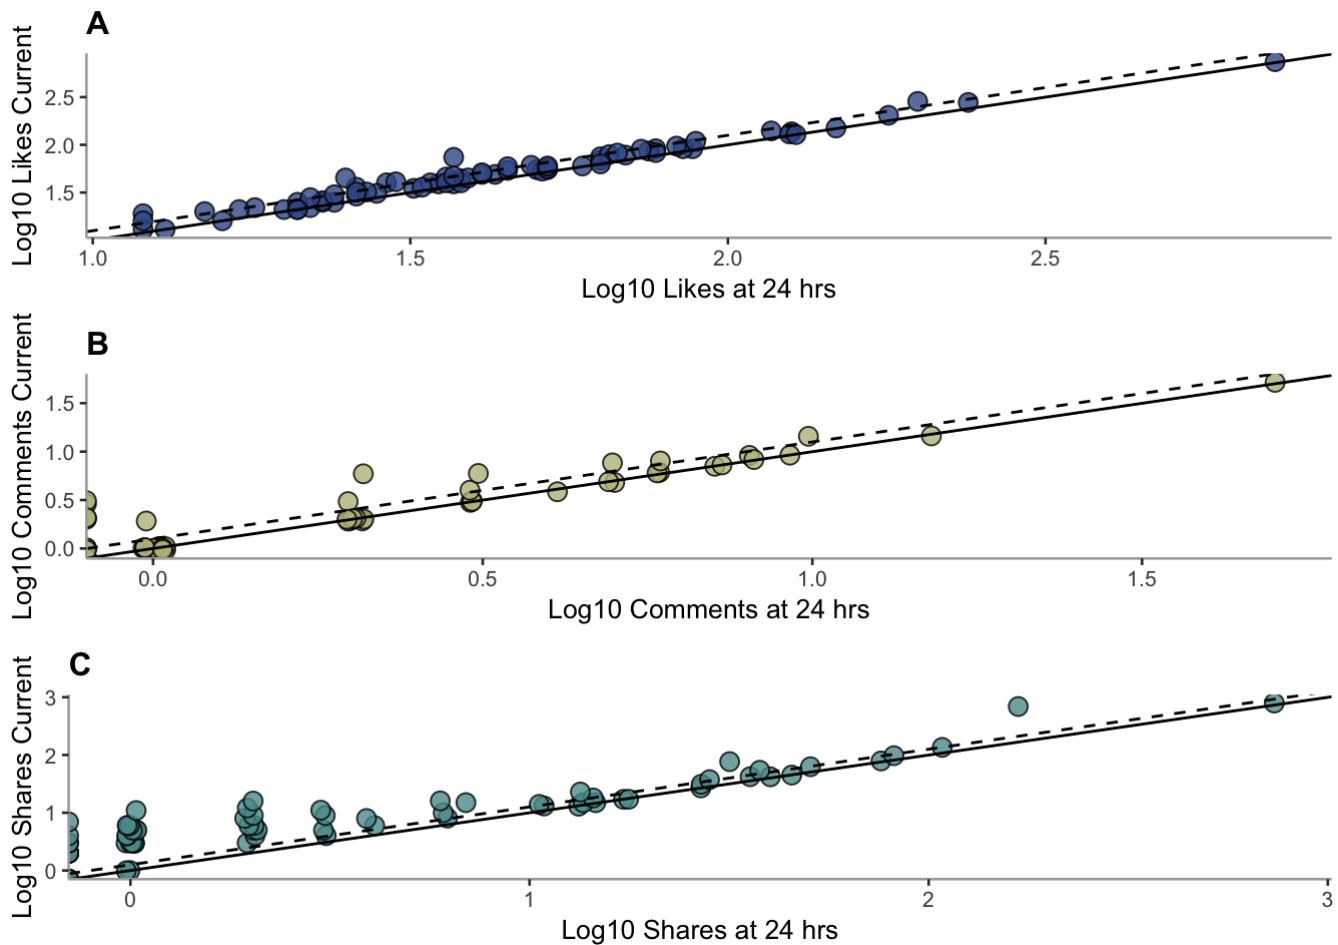 A
Log10 Likes Current
2.5
2.0
1.5
1.0
1.5
2.0
2.5
Log10 Likes at 24 hrs
B
Log10 Comments Current
1.5
1.0
0.5
0.0
0.0
0.5
1.0
1.5
Log10 Comments at 24 hrs
C
Log10 Shares Current
3
2
1
0
0
1
2
3
Log10 Shares at 24 hrs